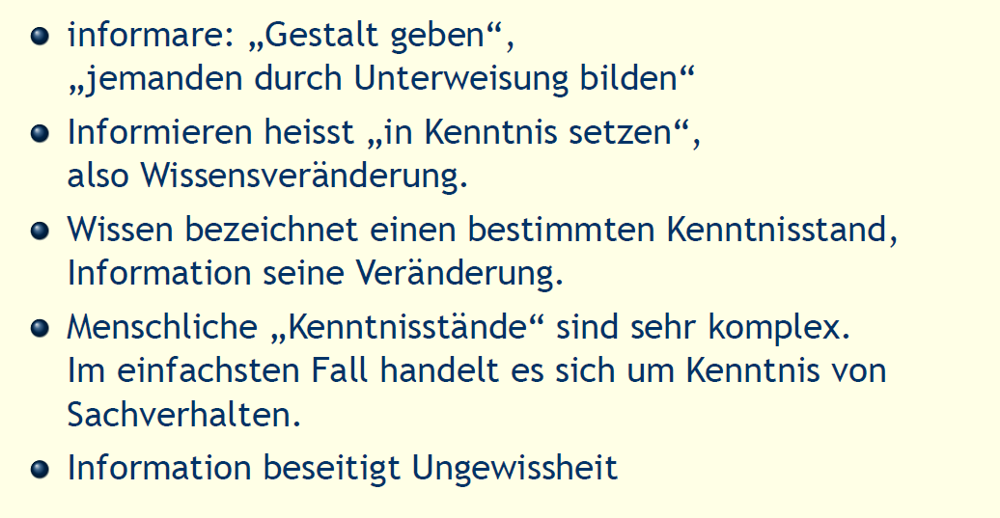 informare: „Gestalt geben“,
„jemanden durch Unterweisung bilden“
Informieren heisst „in Kenntnis setzen“,
also Wissensveränderung.
Wissen bezeichnet einen bestimmten Kenntnisstand,
Information seine Veränderung.
Menschliche „Kenntnisstände“ sind sehr komplex.
Im einfachsten Fall handelt es sich um Kenntnis von
Sachverhalten.
Information beseitigt Ungewissheit